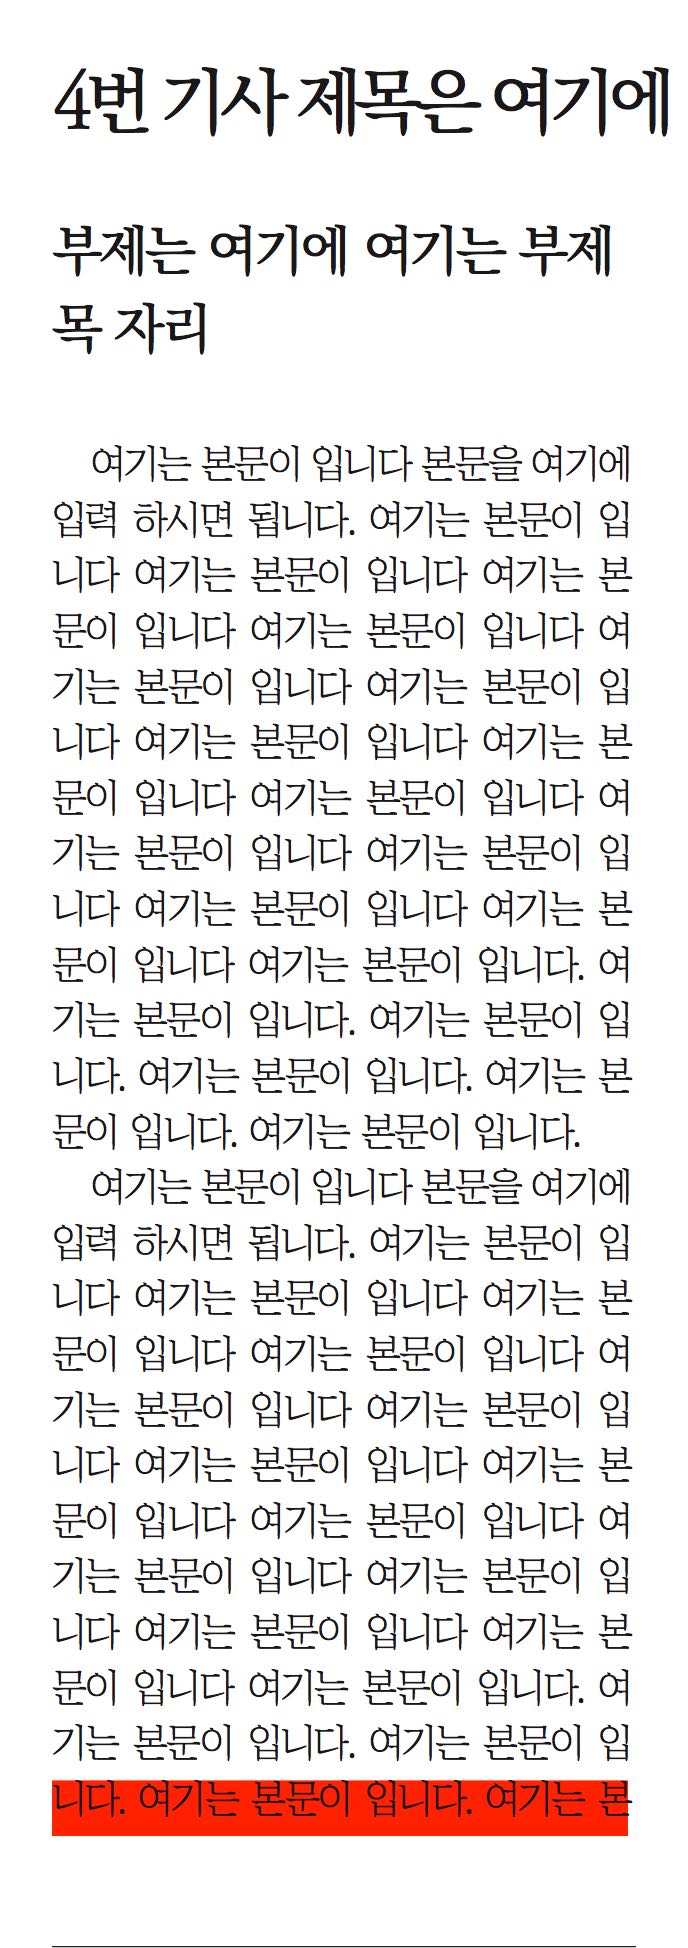 4번 기사 제목은 여기에
부제는 여기에 여기는 부제
목 자리
여기는 본문이 입니다 본문을 여기에
입력 하시면 됩니다. 여기는 본문이 입
니다 여기는 본문이 입니다 여기는 본
문이 입니다 여기는 본문이 입니다 여
기는 본문이 입니다 여기는 본문이 입
니다 여기는 본문이 입니다 여기는 본
문이 입니다 여기는 본문이 입니다 여
기는 본문이 입니다 여기는 본문이 입
니다 여기는 본문이 입니다 여기는 본
문이 입니다 여기는 본문이 입니다. 여
기는 본문이 입니다. 여기는 본문이 입
니다. 여기는 본문이 입니다. 여기는 본
문이 입니다. 여기는 본문이 입니다.
여기는 본문이 입니다 본문을 여기에
입력 하시면 됩니다. 여기는 본문이 입
니다 여기는 본문이 입니다 여기는 본
문이 입니다 여기는 본문이 입니다 여
기는 본문이 입니다 여기는 본문이 입
니다 여기는 본문이 입니다 여기는 본
문이 입니다 여기는 본문이 입니다 여
기는 본문이 입니다 여기는 본문이 입
니다 여기는 본문이 입니다 여기는 본
문이 입니다 여기는 본문이 입니다. 여
기는 본문이 입니다. 여기는 본문이 입
니다. 여기는 본문이 입니다. 여기는 본